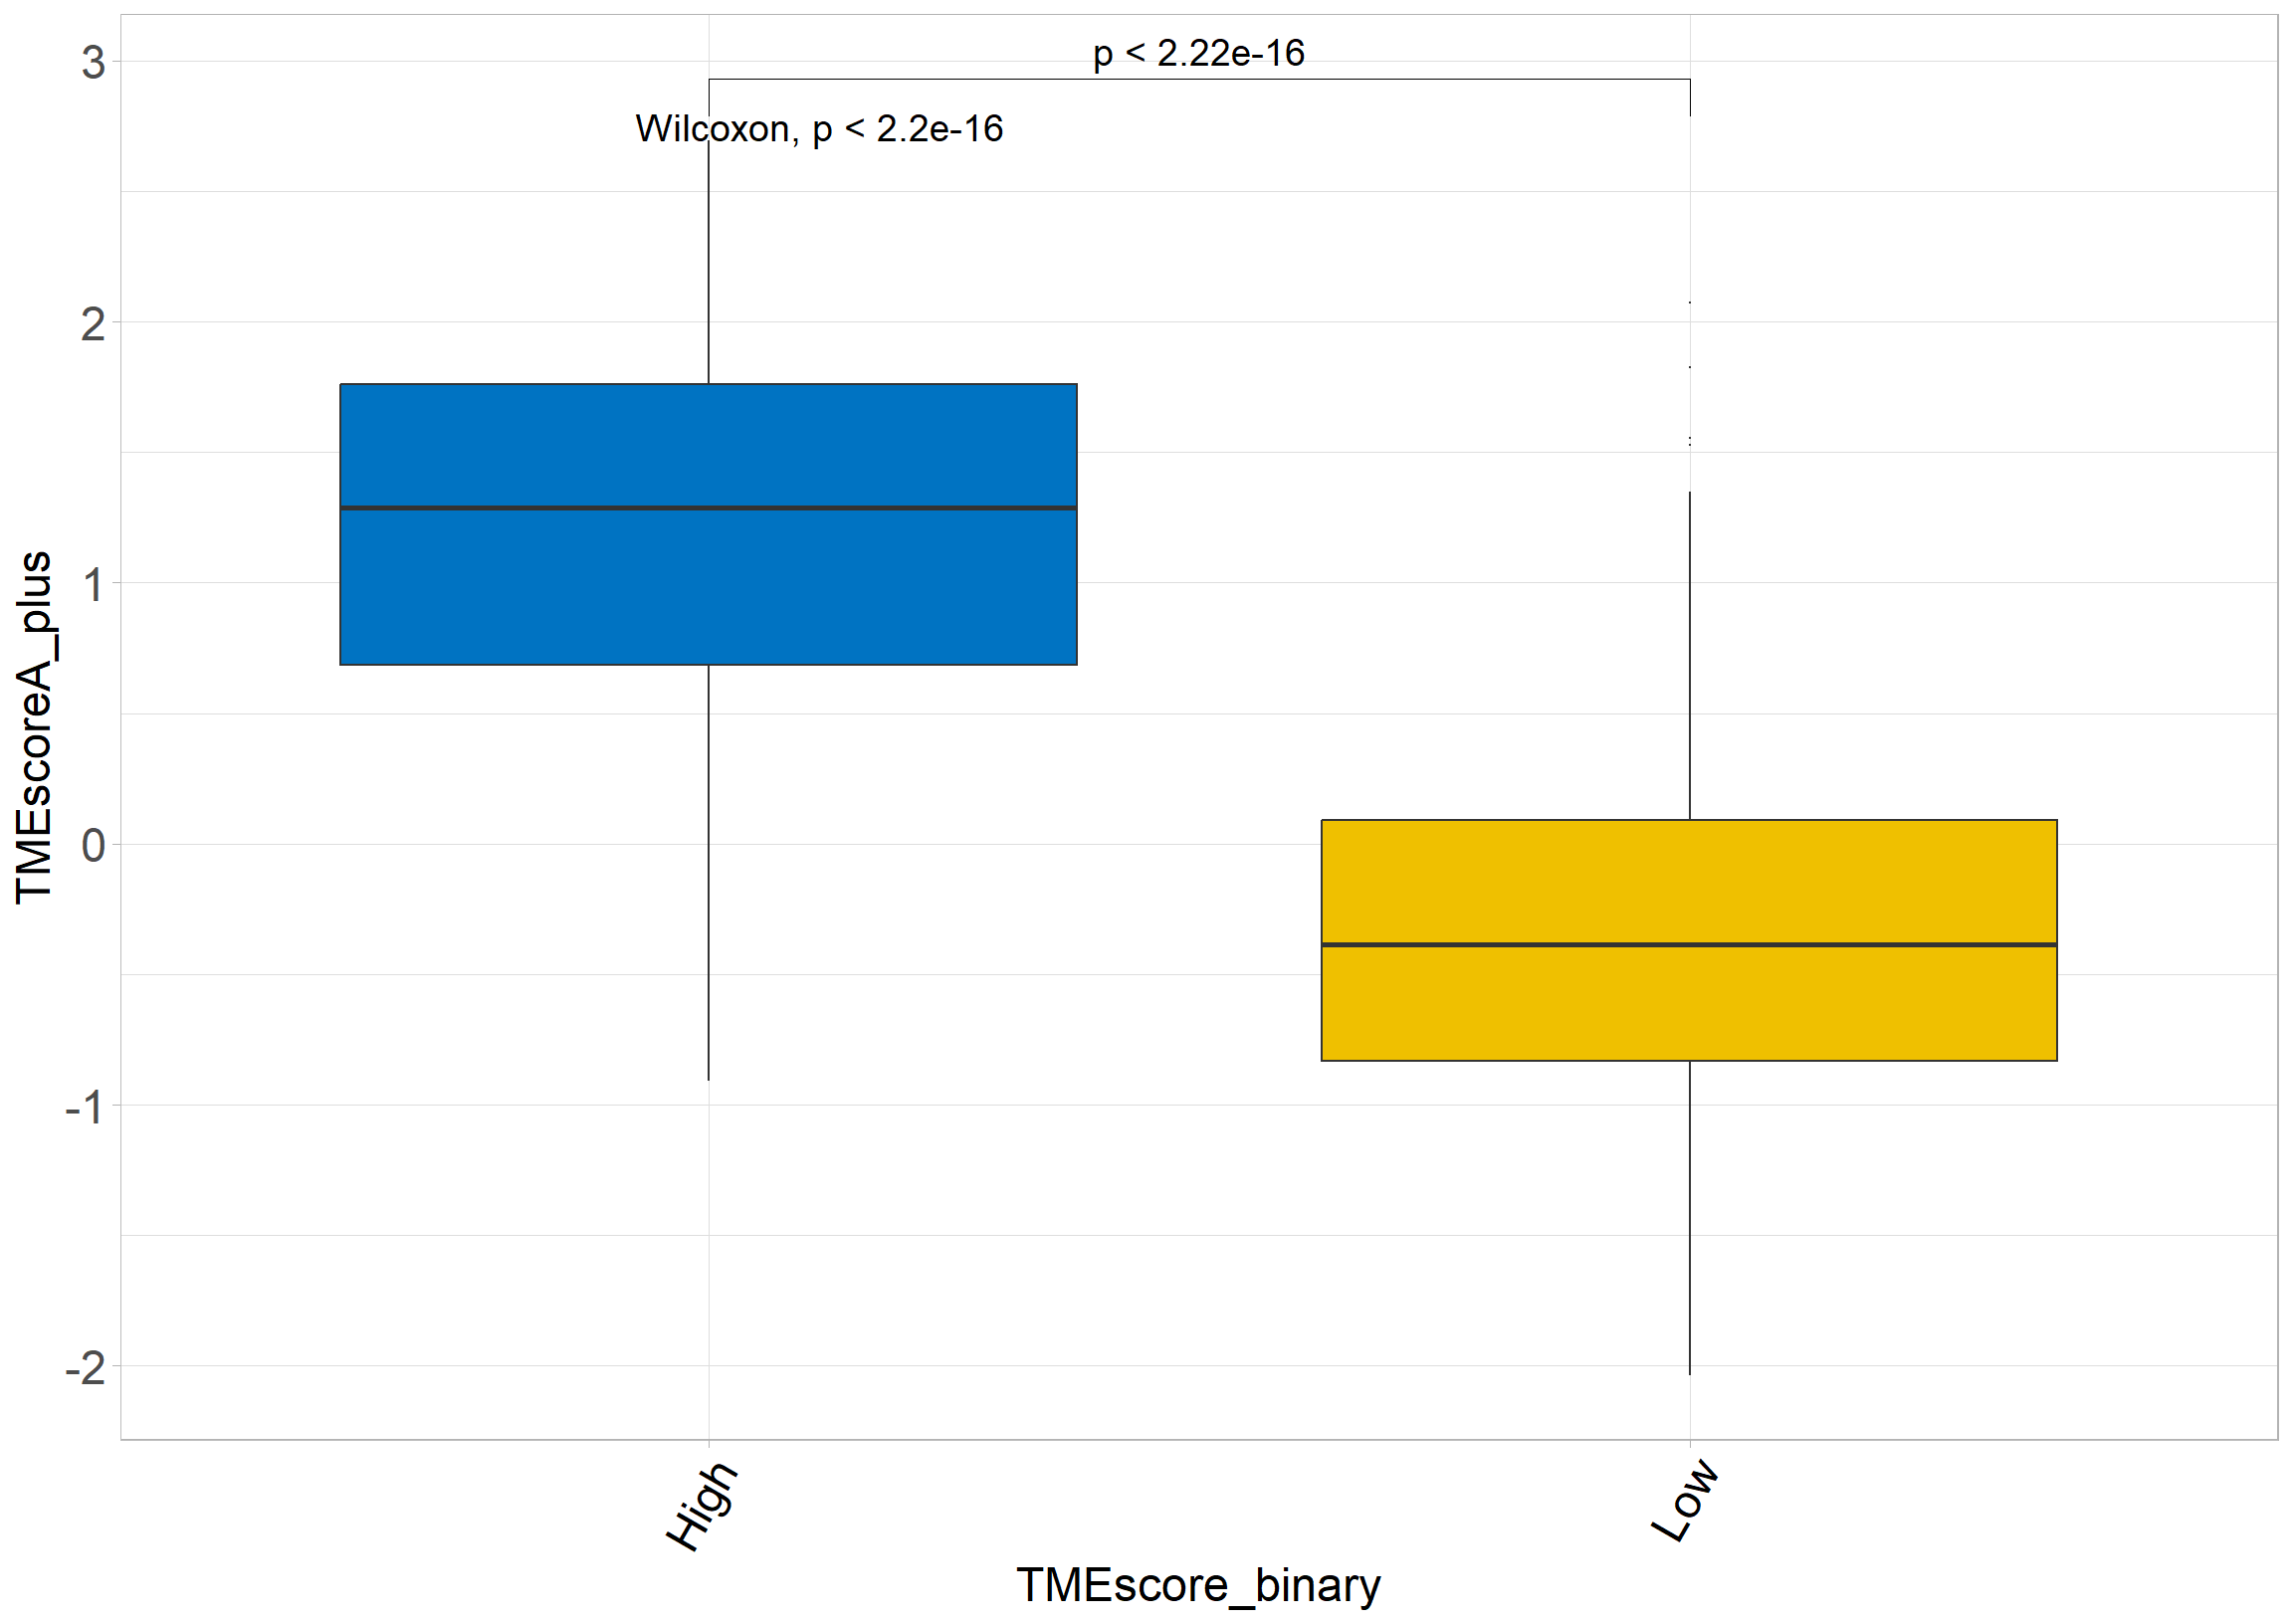 p < 2.22e-16
Wilcoxon, p < 2.2e-16
3
2
1
0
-1
-2
TMEscoreA_plus
High
Low
TMEscore_binary